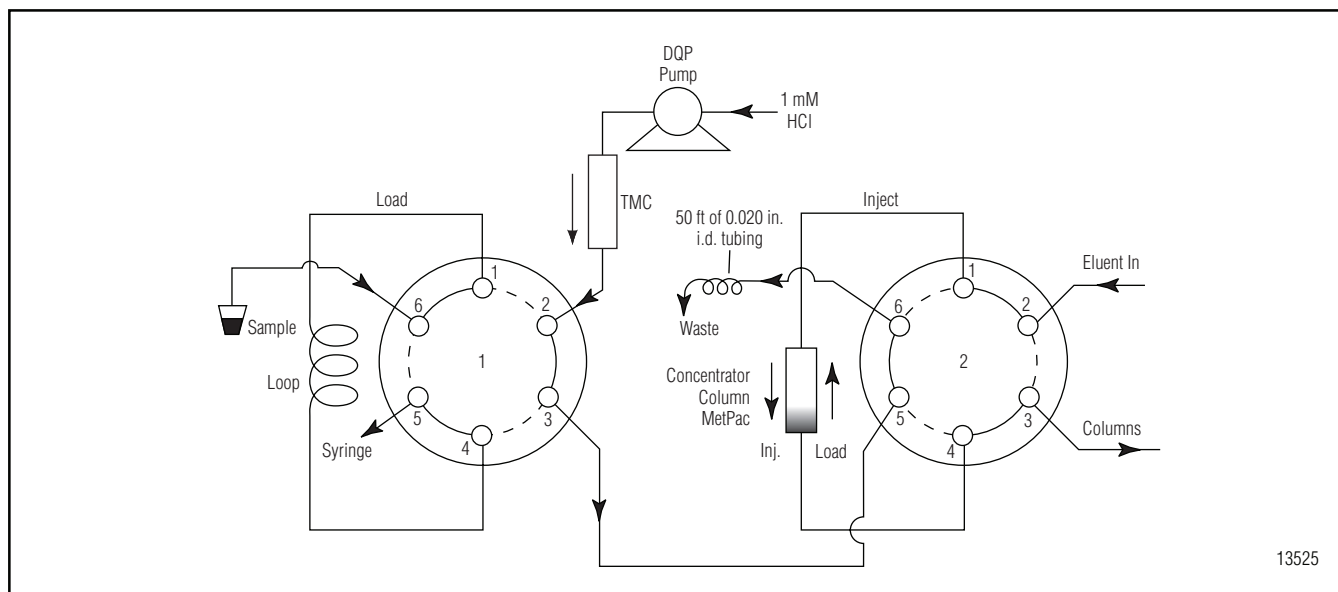 DQP
Pump
1 mM
HCl
TMC
Load
1
2
3
4
5
6
1
Sample
Loop
Syringe
Inject
50 ft of 0.020 in.
i.d. tubing
Waste
Concentrator
Column
MetPac
Inj.
Load
1
2
3
4
5
6
2
Eluent In
Columns
13525